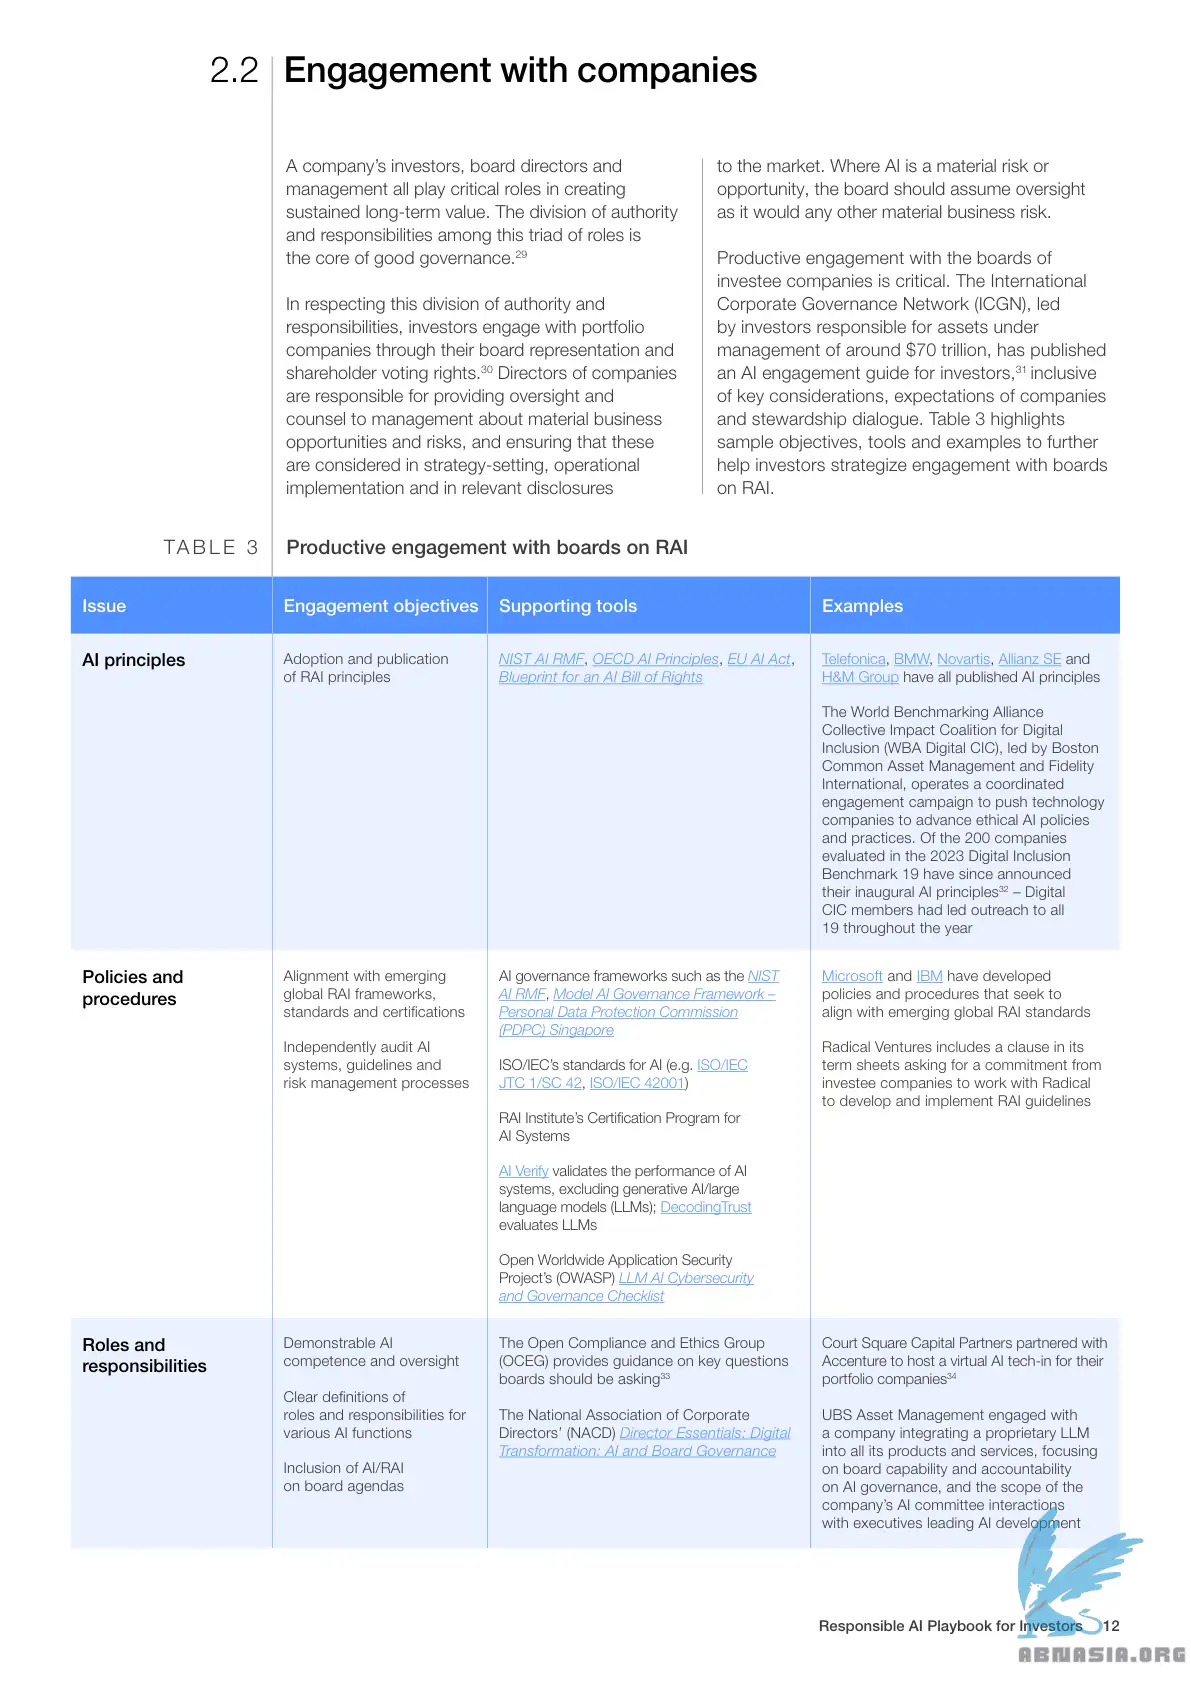 2.2 Engagement with companies
A company's investors, board directors and
management all play critical roles in creating
sustained long-term value. The division of authority
and responsibilities among this triad of roles is
the core of good governance.29
In respecting this division of authority and
responsibilities, investors engage with portfolio
companies through their board representation and
shareholder voting rights.30 Directors of companies
are responsible for providing oversight and
counsel to management about material business
opportunities and risks, and ensuring that these
are considered in strategy-setting, operational
implementation and in relevant disclosures
to the market. Where AI is a material risk or
opportunity, the board should assume oversight
as it would any other material business risk.
Productive engagement with the boards of
investee companies is critical. The International
Corporate Governance Network (ICGN), led
by investors responsible for assets under
management of around $70 trillion, has published
an AI engagement guide for investors,31 inclusive
of key considerations, expectations of companies
and stewardship dialogue. Table 3 highlights
sample objectives, tools and examples to further
help investors strategize engagement with boards
on RAI.
TABLE 3 Productive engagement with boards on RAI
Issue
Engagement objectives
Supporting tools
Examples
AI principles
Adoption and publication
of RAI principles
NIST AI RMF, OECD AI Principles, EU AI Act,
Blueprint for an AI Bill of Rights
Telefonica, BMW, Novartis, Allianz SE and
H&M Group have all published AI principles
The World Benchmarking Alliance
Collective Impact Coalition for Digital
Inclusion (WBA Digital CIC), led by Boston
Common Asset Management and Fidelity
International, operates a coordinated
engagement campaign to push technology
companies to advance ethical AI policies
and practices. Of the 200 companies
evaluated in the 2023 Digital Inclusion
Benchmark 19 have since announced
their inaugural AI principles32 – Digital
CIC members had led outreach to all
19 throughout the year
Policies and
procedures
Alignment with emerging
global RAI frameworks,
standards and certifications
Independently audit AI
systems, guidelines and
risk management processes
AI governance frameworks such as the NIST
AI RMF, Model AI Governance Framework –
Personal Data Protection Commission
(PDPC) Singapore
ISO/IEC's standards for AI (e.g. ISO/IEC
JTC 1/SC 42, ISO/IEC 42001)
RAI Institute's Certification Program for
AI Systems
AI Verify validates the performance of AI
systems, excluding generative AI/large
language models (LLMs); DecodingTrust
evaluates LLMs
Open Worldwide Application Security
Project's (OWASP) LLM AI Cybersecurity
and Governance Checklist
Microsoft and IBM have developed
policies and procedures that seek to
align with emerging global RAI standards
Radical Ventures includes a clause in its
term sheets asking for a commitment from
investee companies to work with Radical
to develop and implement RAI guidelines
Roles and
responsibilities
Demonstrable AI
competence and oversight
Clear definitions of
roles and responsibilities for
various AI functions
Inclusion of AI/RAI
on board agendas
The Open Compliance and Ethics Group
(OCEG) provides guidance on key questions
boards should be asking33
The National Association of Corporate
Directors' (NACD) Director Essentials: Digital
Transformation: AI and Board Governance
Court Square Capital Partners partnered with
Accenture to host a virtual AI tech-in for their
portfolio companies34
UBS Asset Management engaged with
a company integrating a proprietary LLM
into all its products and services, focusing
on board capability and accountability
on AI governance, and the scope of the
company's AI committee interactions
with executives leading AI development
Responsible AI Playbook for Investors 12
ABNASIA.ORG